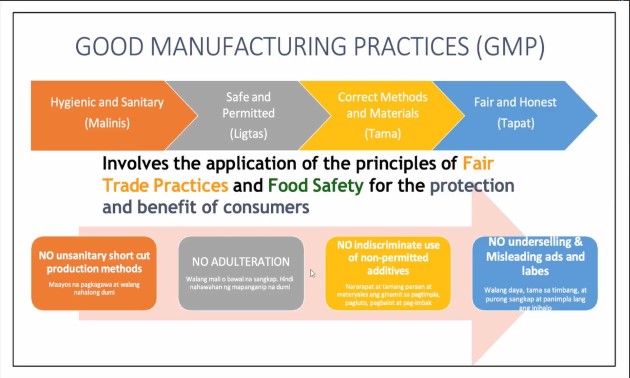 GOOD MANUFACTURING PRACTICES (GMP)
Hygienic and Sanitary
(Malinis)
Safe and
Permitted
(Ligtas)
Correct Methods
and Materials
(Tama)
Fair and Honest
(Tapat)
Involves the application of the principles of Fair
Trade Practices and Food Safety for the protection
and benefit of consumers
NO unsanitary short cut
production methods
Maayos na pagkagawa at walang
nahalong dumi
NO ADULTERATION
Walang mali o bawal na sangkap. Hindi
nahawahan ng mapanganip na dumi
NO indiscriminate use
of non-permitted
additives
Nararapat at tamang paraan at
materyales ang ginamit sa pagtimpla,
pagluto, pagbalot at pag-imbak
NO underselling &
Misleading ads and
labes
Walang daya, tama sa timbang, at
purong sangkap at panimpla lang
ang inihalo